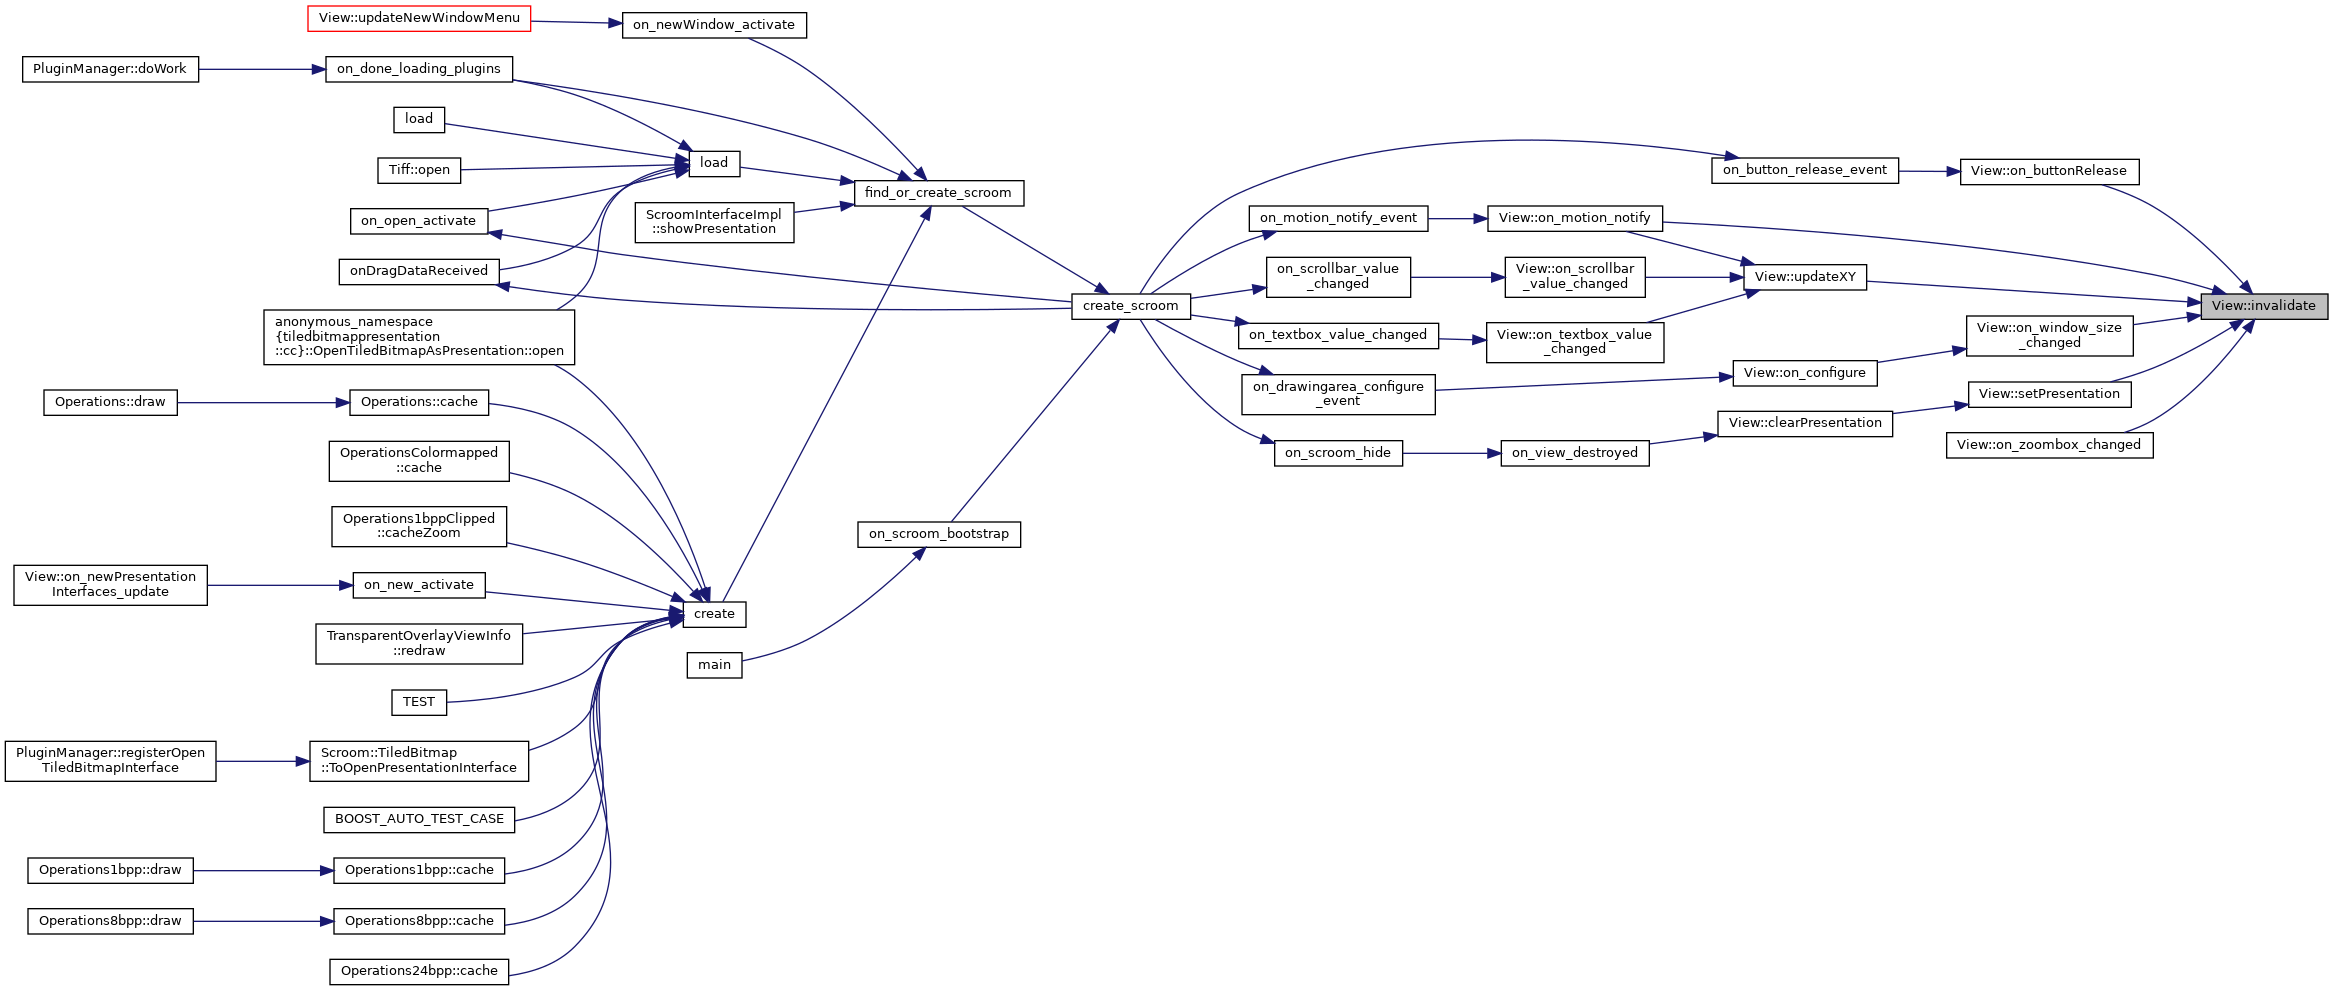 View::updateNewWindowMenu
on_newWindow_activate
PluginManager::doWork
on_done_loading_plugins
load
Tiff::open
load
on_open_activate
ScroomInterfaceImpl
::showPresentation
find_or_create_scroom
onDragDataReceived
anonymous_namespace
{tiledbitmappresentation
::cc}::OpenTiledBitmapAsPresentation::open
create_scroom
on_button_release_event
View::on_buttonRelease
on_motion_notify_event
View::on_motion_notify
on_scrollbar_value
_changed
View::on_scrollbar
_value_changed
View::updateXY
View::invalidate
on_textbox_value_changed
View::on_textbox_value
_changed
View::on_window_size
_changed
on_drawingarea_configure
_event
View::on_configure
View::setPresentation
View::clearPresentation
View::on_zoombox_changed
on_scroom_hide
on_view_destroyed
Operations::draw
Operations::cache
OperationsColormapped
::cache
Operations1bppClipped
::cacheZoom
on_scroom_bootstrap
View::on_newPresentation
Interfaces_update
on_new_activate
create
TransparentOverlayViewInfo
::redraw
main
TEST
PluginManager::registerOpen
TiledBitmapInterface
Scroom::TiledBitmap
::ToOpenPresentationInterface
BOOST_AUTO_TEST_CASE
Operations1bpp::draw
Operations1bpp::cache
Operations8bpp::draw
Operations8bpp::cache
Operations24bpp::cache